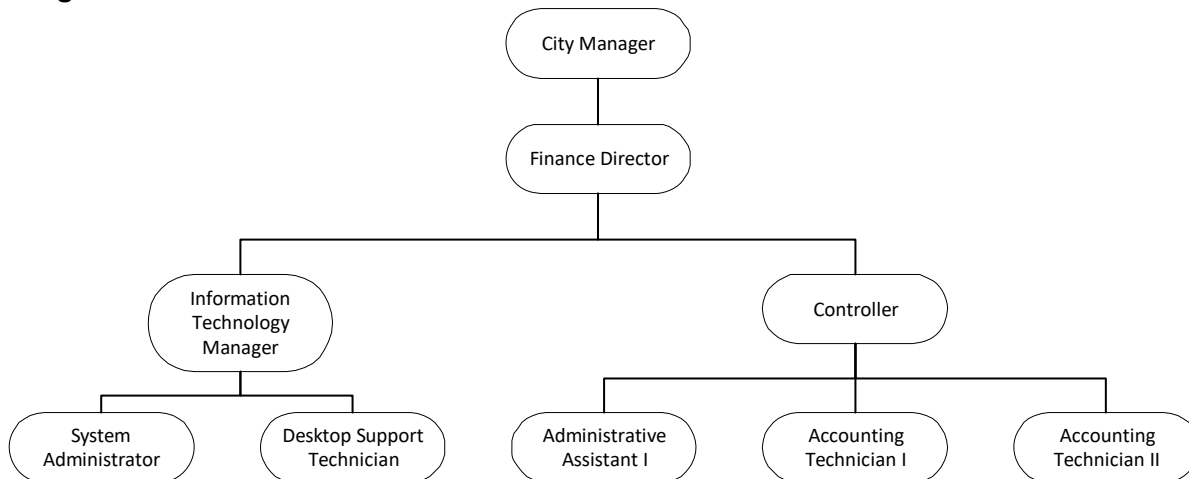 City Manager
Finance Director
Information
Technology
Manager
Controller
System
Administrator
Desktop Support
Technician
Administrative
Assistant I
Accounting
Technician I
Accounting
Technician II